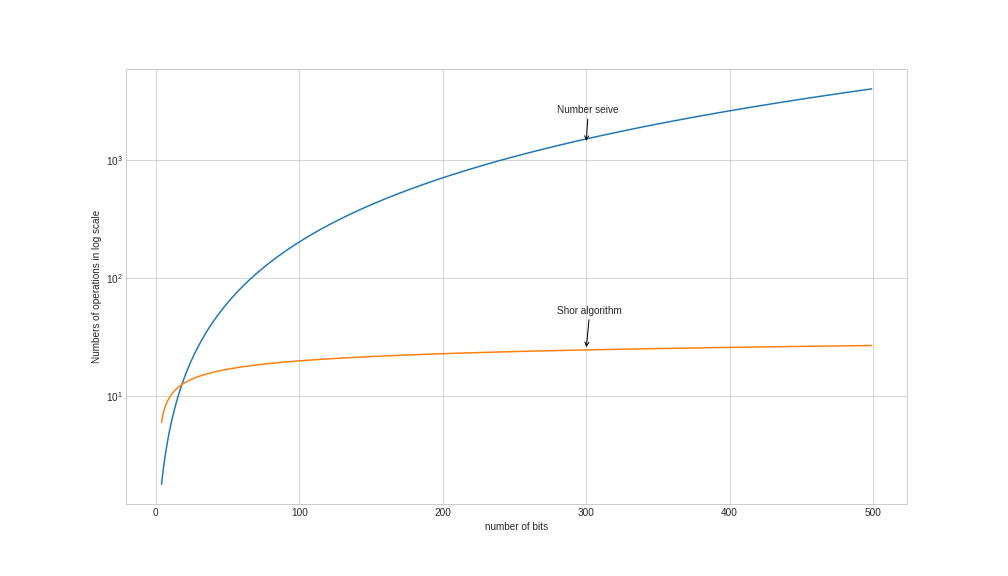 Number seive
10³
Numbers of operations in log scale
10²
Shor algorithm
10¹
0 100 200 300 400 500
number of bits